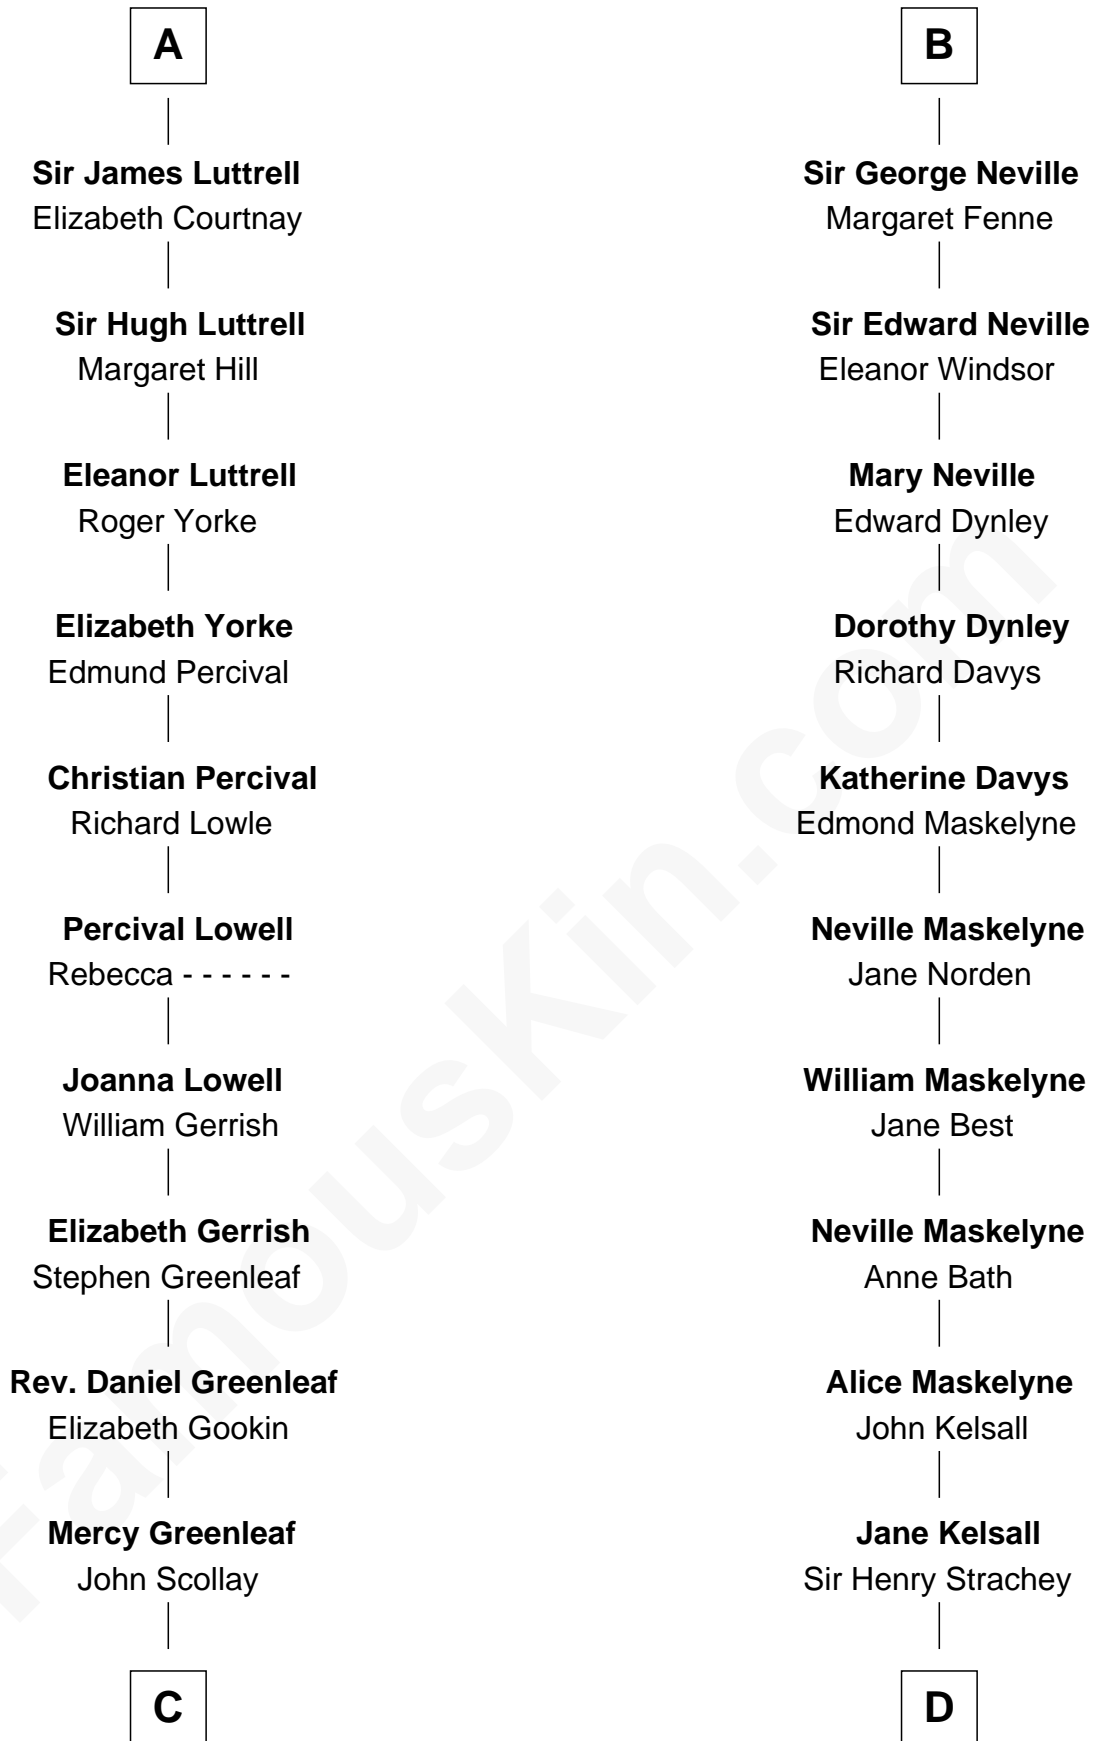 A
Sir James Luttrell
Elizabeth Courtnay
Sir Hugh Luttrell
Margaret Hill
Eleanor Luttrell
Roger Yorke
Elizabeth Yorke
Edmund Percival
Christian Percival
Richard Lowle
Percival Lowell
Rebecca - - - - - -
Joanna Lowell
William Gerrish
Elizabeth Gerrish
Stephen Greenleaf
Rev. Daniel Greenleaf
Elizabeth Gookin
Mercy Greenleaf
John Scollay
C
B
Sir George Neville
Margaret Fenne
Sir Edward Neville
Eleanor Windsor
Mary Neville
Edward Dynley
Dorothy Dynley
Richard Davys
Katherine Davys
Edmond Maskelyne
Neville Maskelyne
Jane Norden
William Maskelyne
Jane Best
Neville Maskelyne
Anne Bath
Alice Maskelyne
John Kelsall
Jane Kelsall
Sir Henry Strachey
D
FamousKin.com